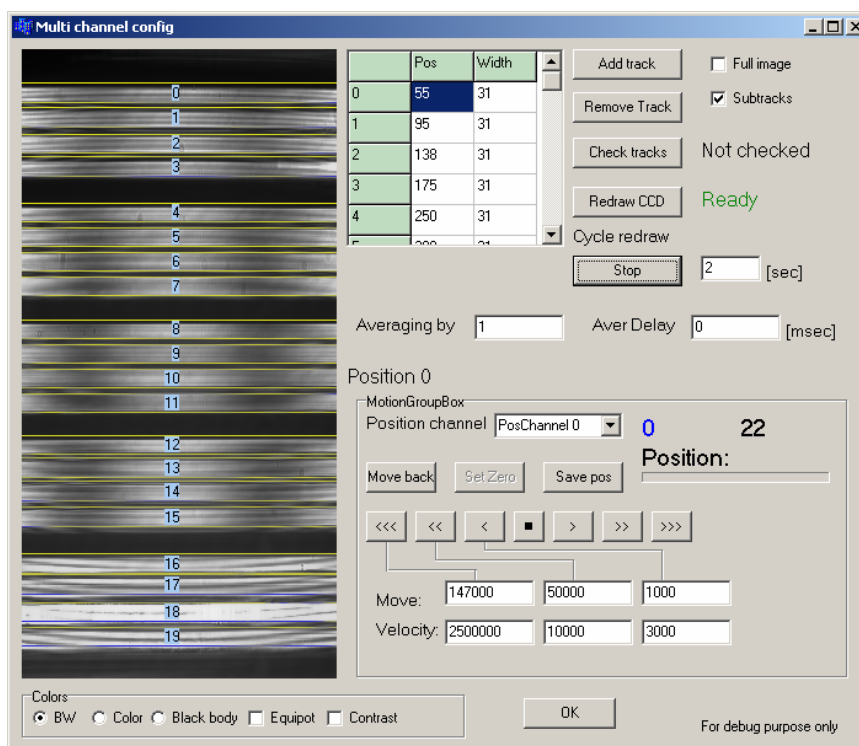 Multi channel config
0
1
2
3
4
5
6
7
8
9
10
11
12
13
14
15
16
17
18
19
Pos Width
0 55 31
1 95 31
2 138 31
3 175 31
4 250 31
Add track
Remove Track
Check tracks
Redraw CCD
Full image
Subtracks
Not checked
Ready
Cycle redraw
Stop 2 [sec]
Averaging by 1 Aver Delay 0 [msec]
Position 0
MotionGroupBox
Position channel PosChannel 0 0 22
Position:
Move back Set Zero Save pos
<<< << < ■ > >> >>>
Move: 147000 50000 1000
Velocity: 2500000 10000 3000
Colors
BW Color Black body Equipot Contrast
OK
For debug purpose only